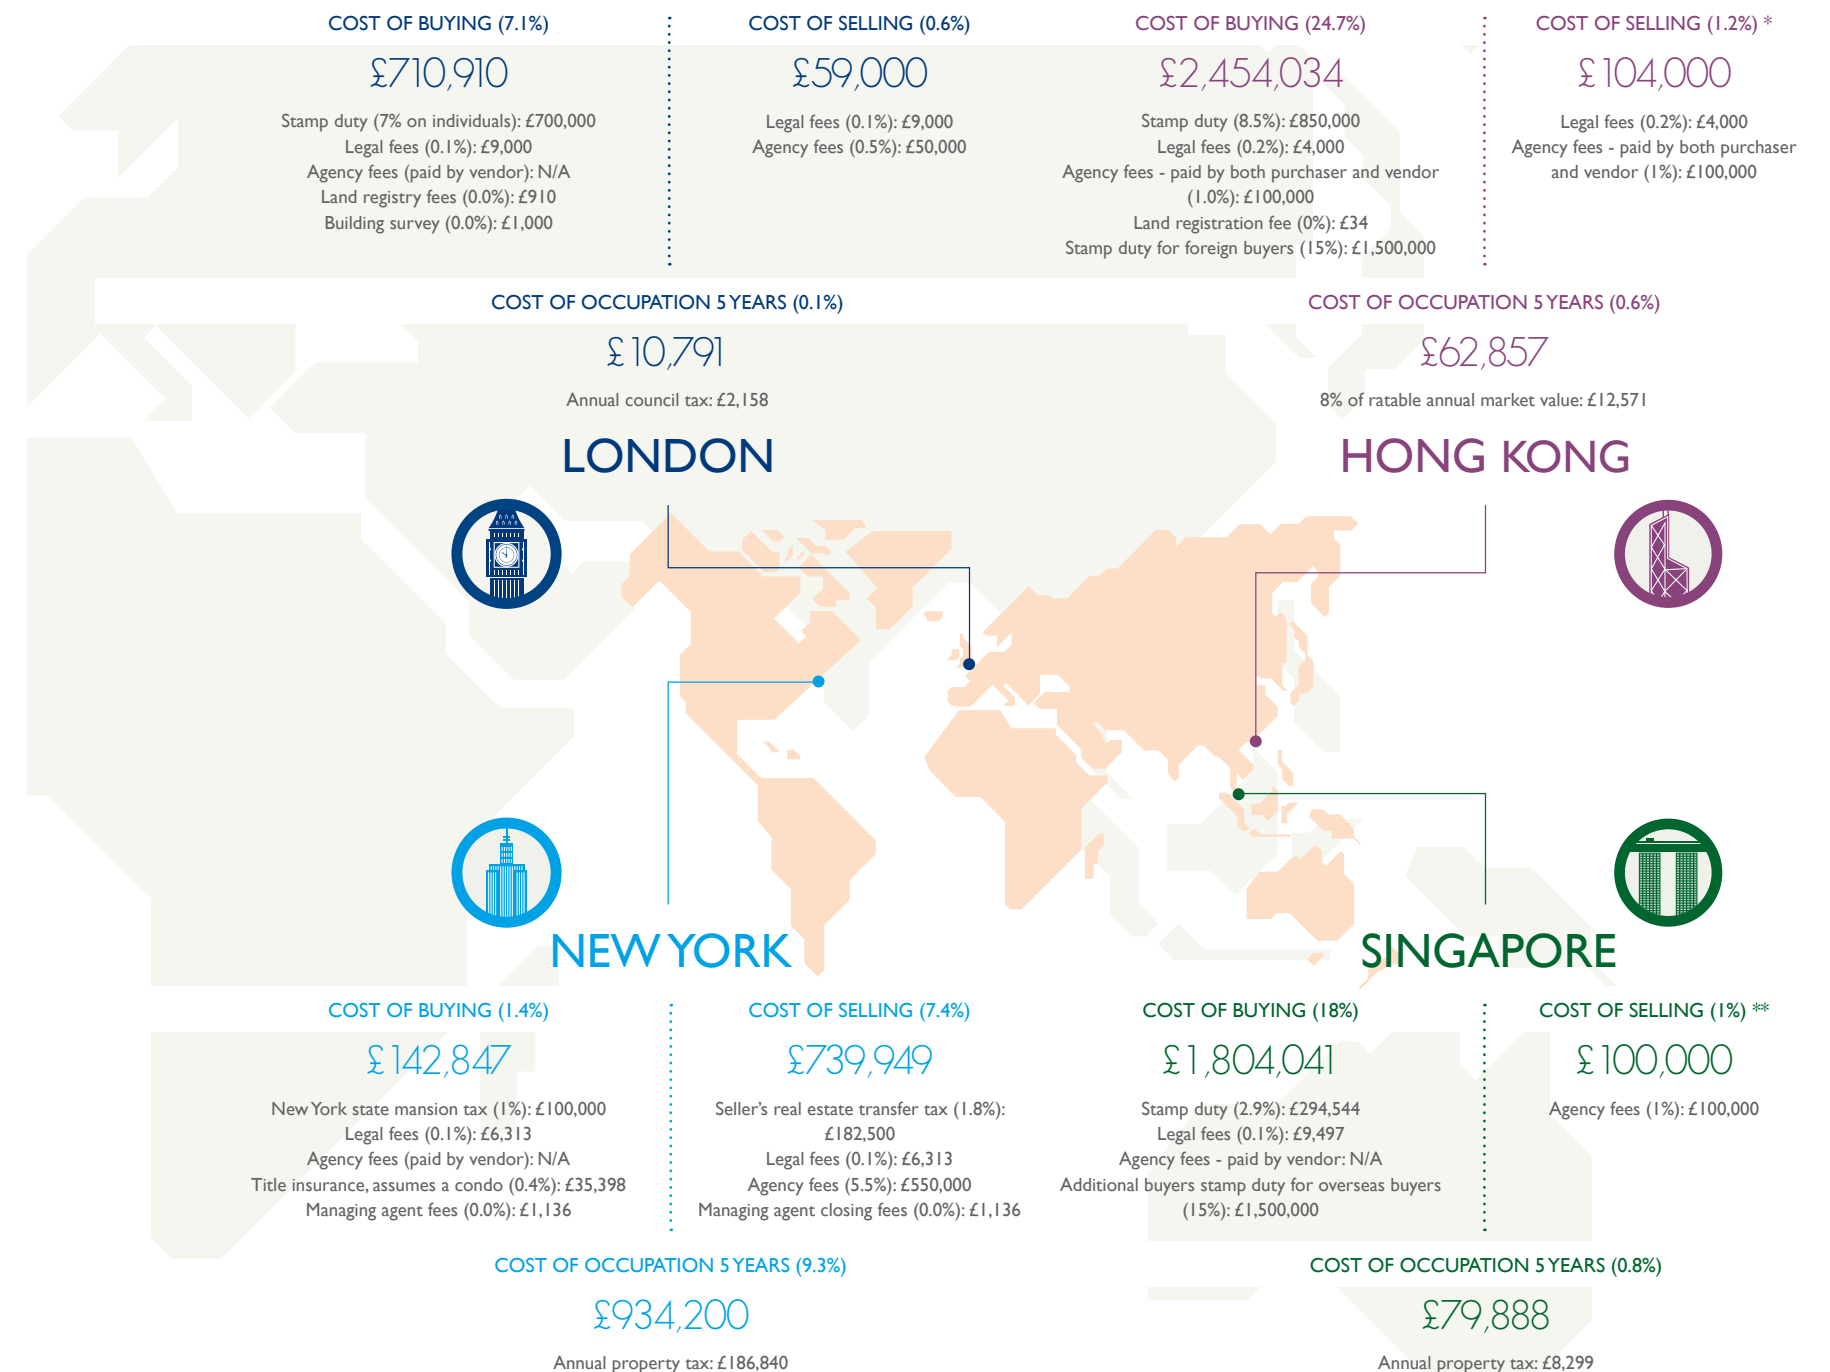 COST OF BUYING (7.1%)
£710,910
Stamp duty (7% on individuals): £700,000
Legal fees (0.1%): £9,000
Agency fees (paid by vendor): N/A
Land registry fees (0.0%): £910
Building survey (0.0%): £1,000
COST OF SELLING (0.6%)
£59,000
Legal fees (0.1%): £9,000
Agency fees (0.5%): £50,000
COST OF OCCUPATION 5 YEARS (0.1%)
£10,791
Annual council tax: £2,158
LONDON
COST OF BUYING (24.7%)
£2,454,034
Stamp duty (8.5%): £850,000
Legal fees (0.2%): £4,000
Agency fees - paid by both purchaser and vendor
(1.0%): £100,000
Land registration fee (0%): £34
Stamp duty for foreign buyers (15%): £1,500,000
COST OF SELLING (1.2%) *
£104,000
Legal fees (0.2%): £4,000
Agency fees - paid by both purchaser
and vendor (1%): £100,000
COST OF OCCUPATION 5 YEARS (0.6%)
£62,857
8% of ratable annual market value: £12,571
HONG KONG
NEW YORK
COST OF BUYING (1.4%)
£142,847
New York state mansion tax (1%): £100,000
Legal fees (0.1%): £6,313
Agency fees (paid by vendor): N/A
Title insurance, assumes a condo (0.4%): £35,398
Managing agent fees (0.0%): £1,136
COST OF SELLING (7.4%)
£739,949
Seller’s real estate transfer tax (1.8%):
£182,500
Legal fees (0.1%): £6,313
Agency fees (5.5%): £550,000
Managing agent closing fees (0.0%): £1,136
COST OF OCCUPATION 5 YEARS (9.3%)
£934,200
Annual property tax: £186,840
SINGAPORE
COST OF BUYING (18%)
£1,804,041
Stamp duty (2.9%): £294,544
Legal fees (0.1%): £9,497
Agency fees - paid by vendor: N/A
Additional buyers stamp duty for overseas buyers
(15%): £1,500,000
COST OF SELLING (1%) **
£100,000
Agency fees (1%): £100,000
COST OF OCCUPATION 5 YEARS (0.8%)
£79,888
Annual property tax: £8,299